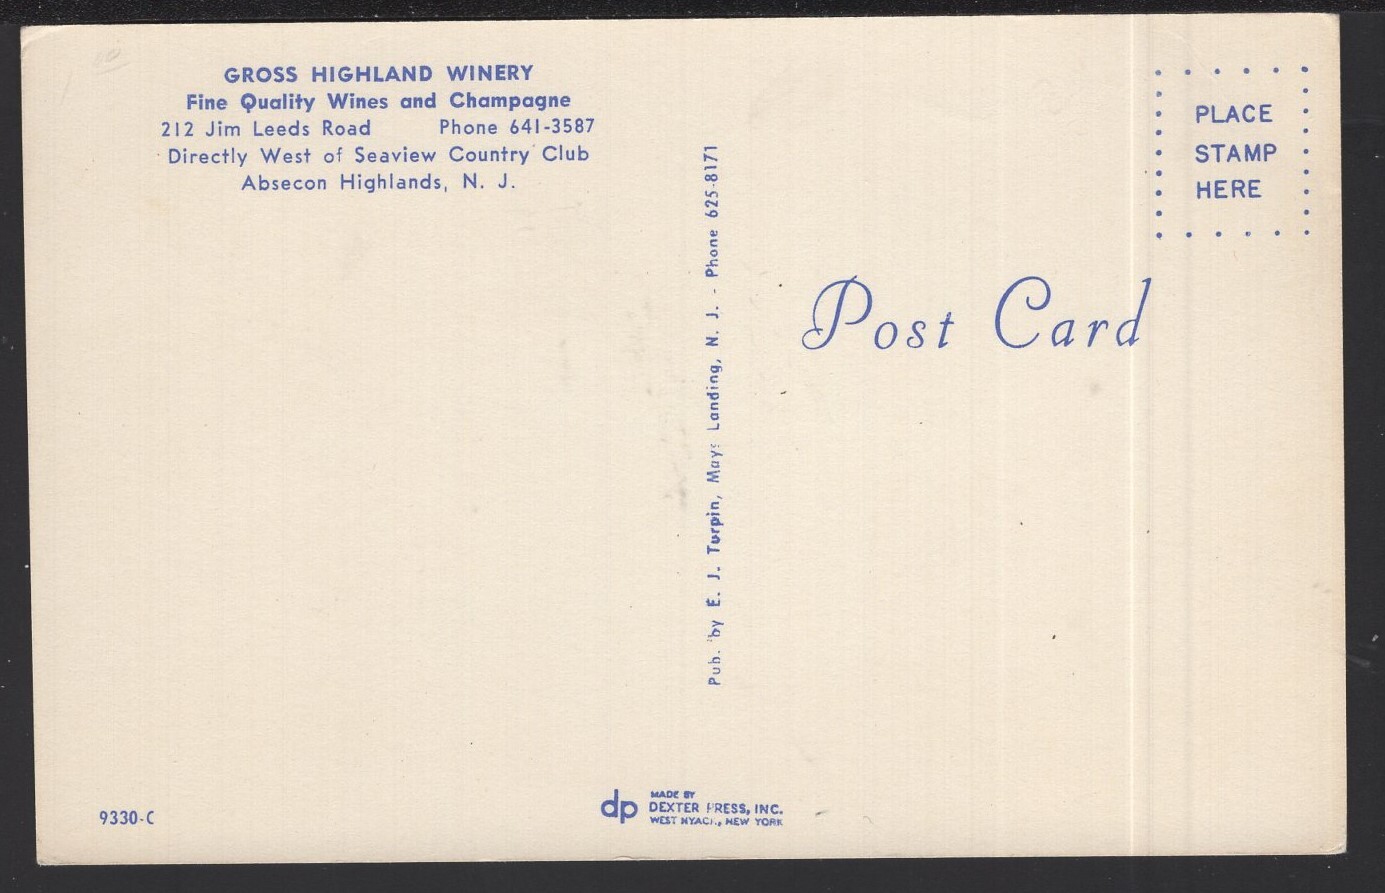 GROSS HIGHLAND WINERY
Fine Quality Wines and Champagne
212 Jim Leeds Road Phone 641-3587
Directly West of Seaview Country Club
Absecon Highlands, N. J.
PLACE
STAMP
HERE
Post Card
Pub. by E. J. Turpin, Mays Landing, N. J. - Phone 625-8171
9330-C
dp
MADE BY
DEXTER PRESS, INC.
WEST NYACK, NEW YORK